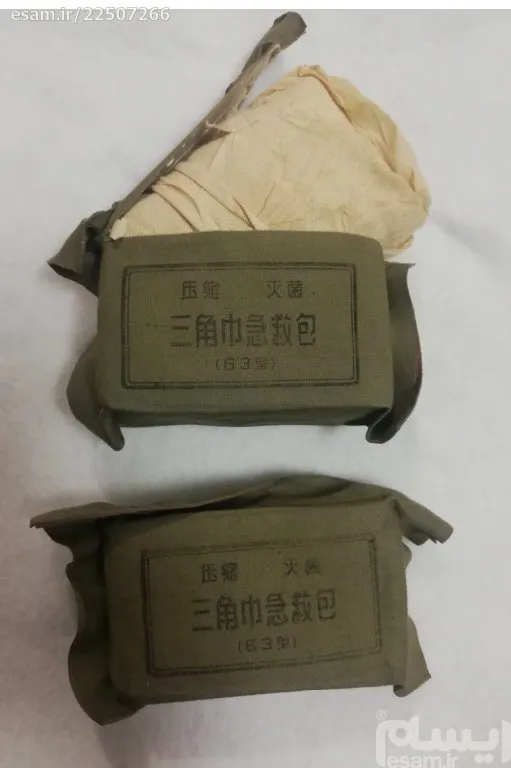 esam.ir/22507266
压缩 灭菌
三角巾急救包
(63型)
压缩 灭菌
三角巾急救包
(63型)
ایسام
esam.ir